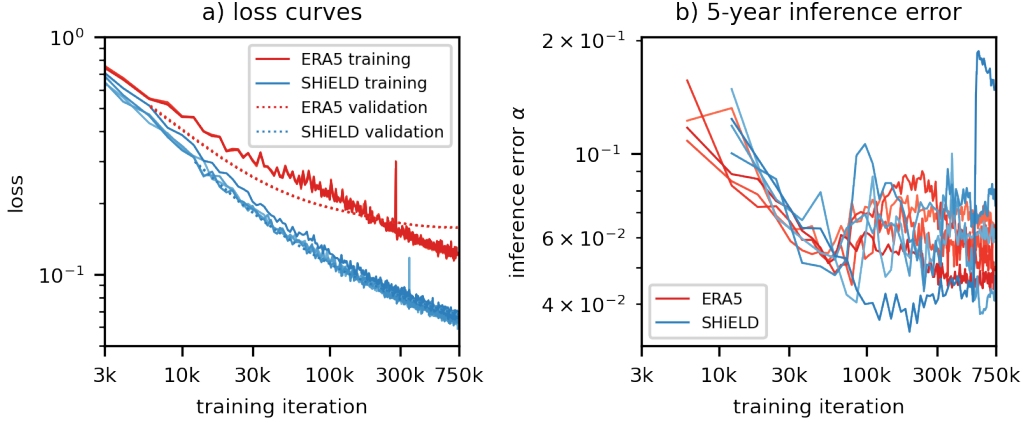 a) loss curves
loss
10⁰
10⁻¹
ERA5 training
SHiELD training
ERA5 validation
SHiELD validation
3k 10k 30k 100k 300k 750k
training iteration
b) 5-year inference error
inference error α
2 × 10⁻¹
10⁻¹
6 × 10⁻²
4 × 10⁻²
ERA5
SHiELD
3k 10k 30k 100k 300k 750k
training iteration